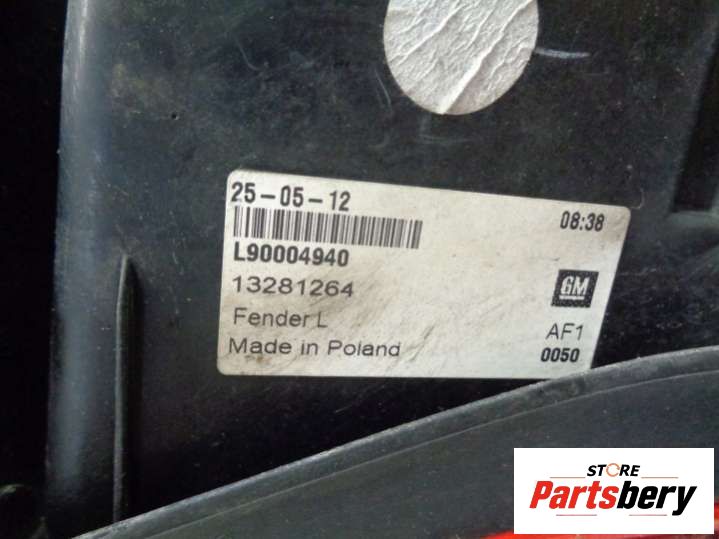 25-05-12
08:38
L90004940
13281264
GM
Fender L
AF1
Made in Poland
0050
STORE
Partsbery